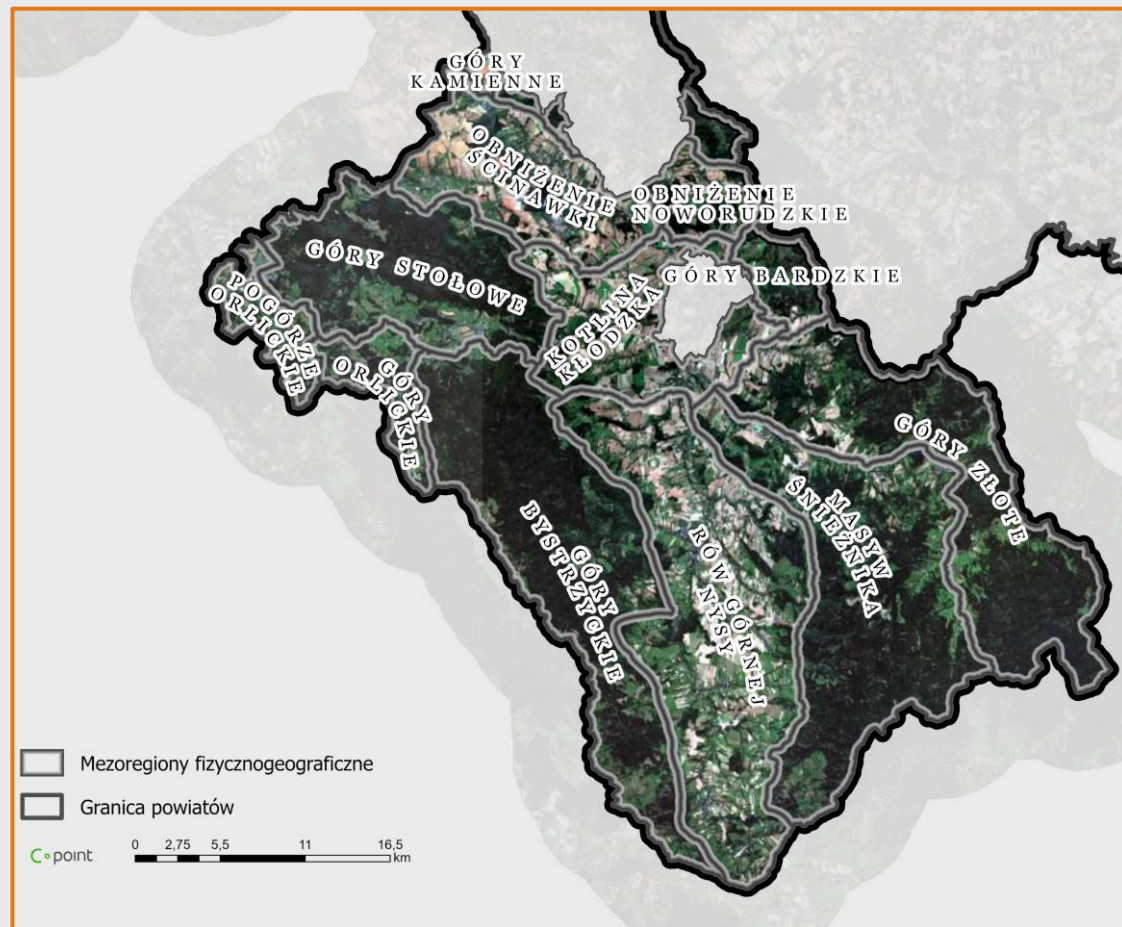 GÓRY
KAMIENNE
OBNIŻENIE
ŚCINAWKI
OBNIŻENIE
NOWORUDZKIE
GÓRY STOŁOWE
GÓRY BARDZKIE
KOTLINA
KŁODZKA
POGÓRZE
ORLICKIE
GÓRY
ORLICKIE
GÓRY ZŁOTE
MASYW
ŚNIEŻNIKA
RÓW GÓRNEJ
NYSY
GÓRY
BYSTRZYCKIE
Mezoregiony fizycznogeograficzne
Granica powiatów
C point
0 2,75 5,5 11 16,5
km